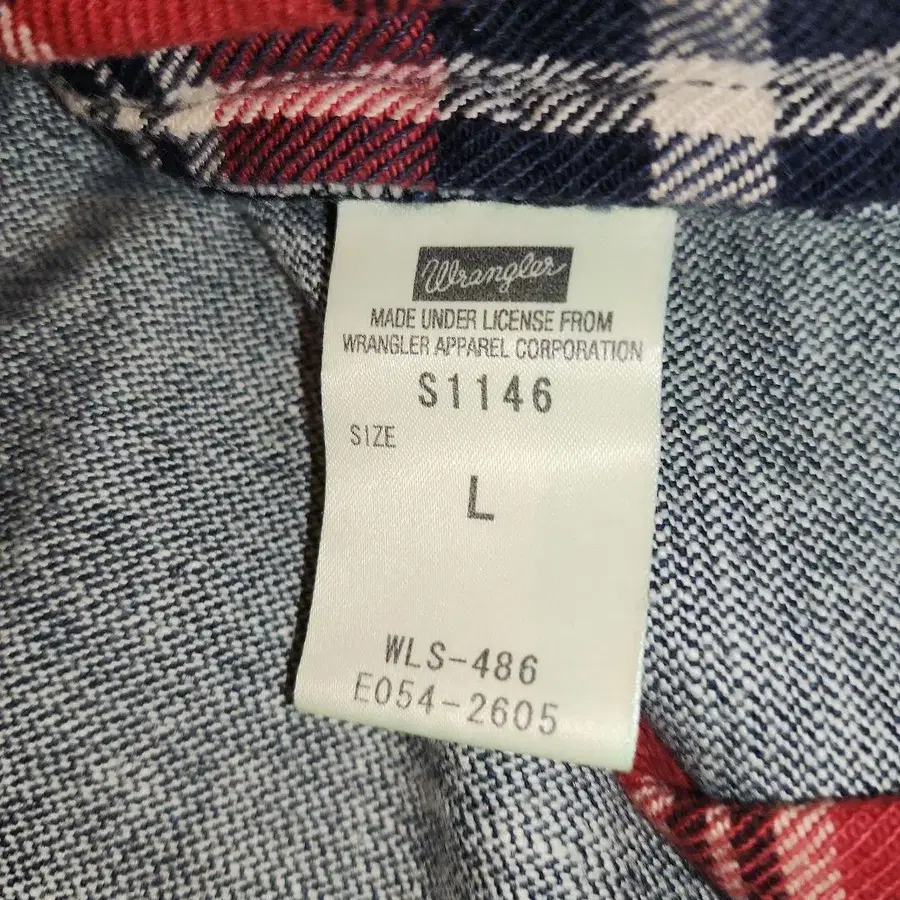 Wrangler
MADE UNDER LICENSE FROM
WRANGLER APPAREL CORPORATION
S1146
SIZE
L
WLS-486
E054-2605